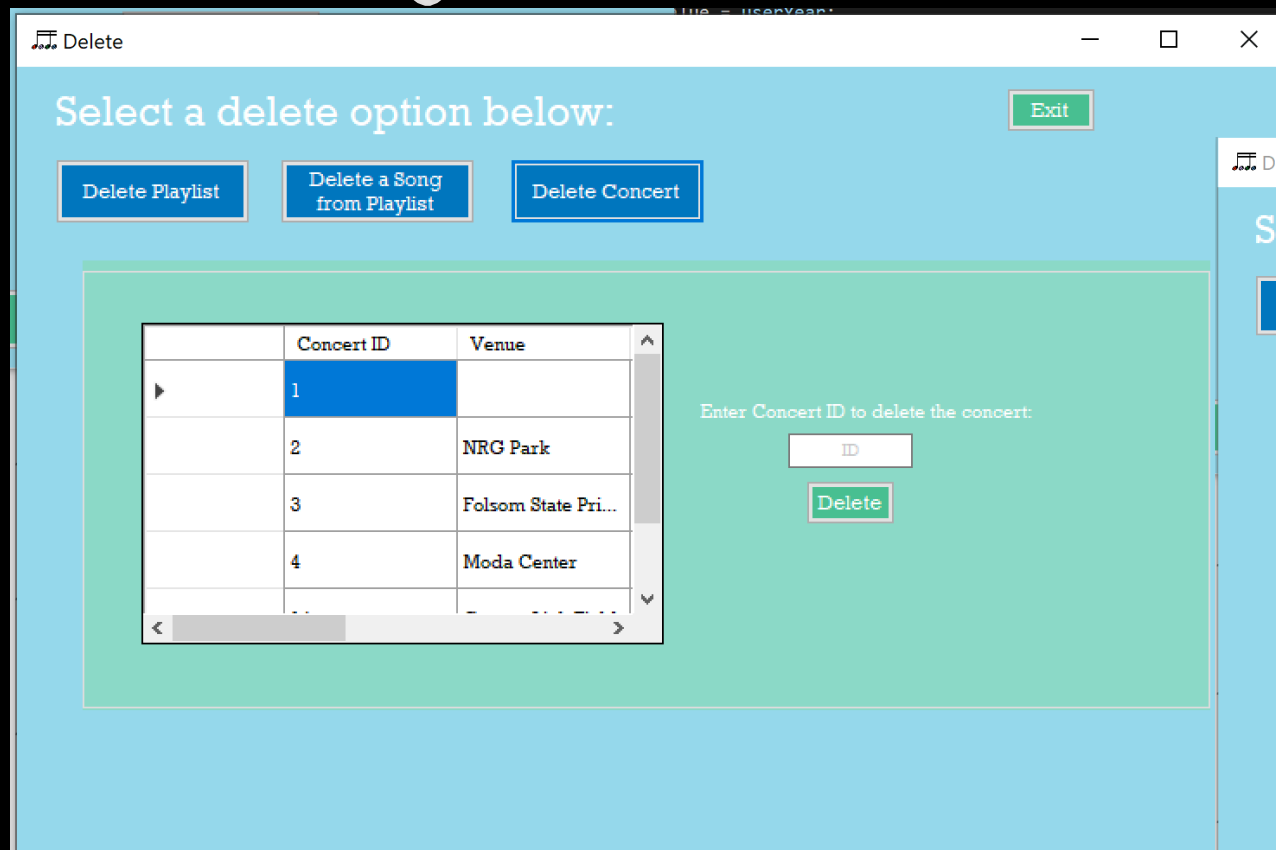 = userYear;
Delete
Select a delete option below:
Exit
Delete Playlist
Delete a Song
from Playlist
Delete Concert
D
S
Concert ID
Venue
1
2
NRG Park
3
Folsom State Pri...
4
Moda Center
Enter Concert ID to delete the concert:
ID
Delete